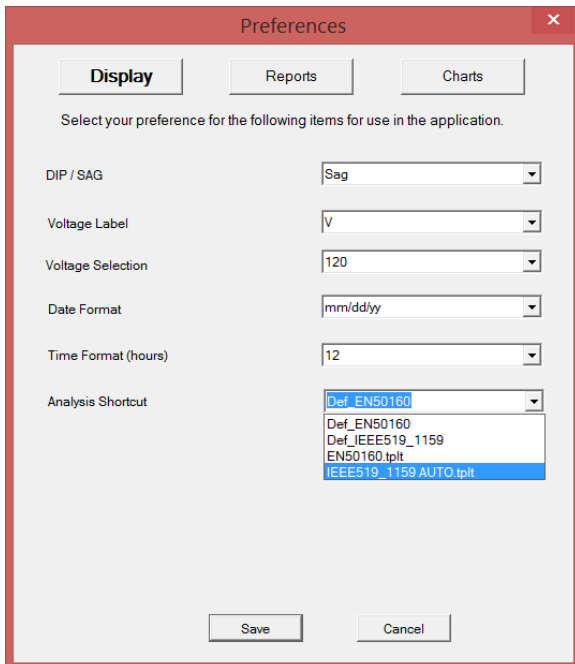 Preferences
Display Reports Charts
Select your preference for the following items for use in the application.
DIP / SAG Sag
Voltage Label V
Voltage Selection 120
Date Format mm/dd/yy
Time Format (hours) 12
Analysis Shortcut Def_EN50160
Def_EN50160
Def_IEEE519_1159
EN50160.tplt
IEEE519_1159 AUTO.tplt
Save Cancel